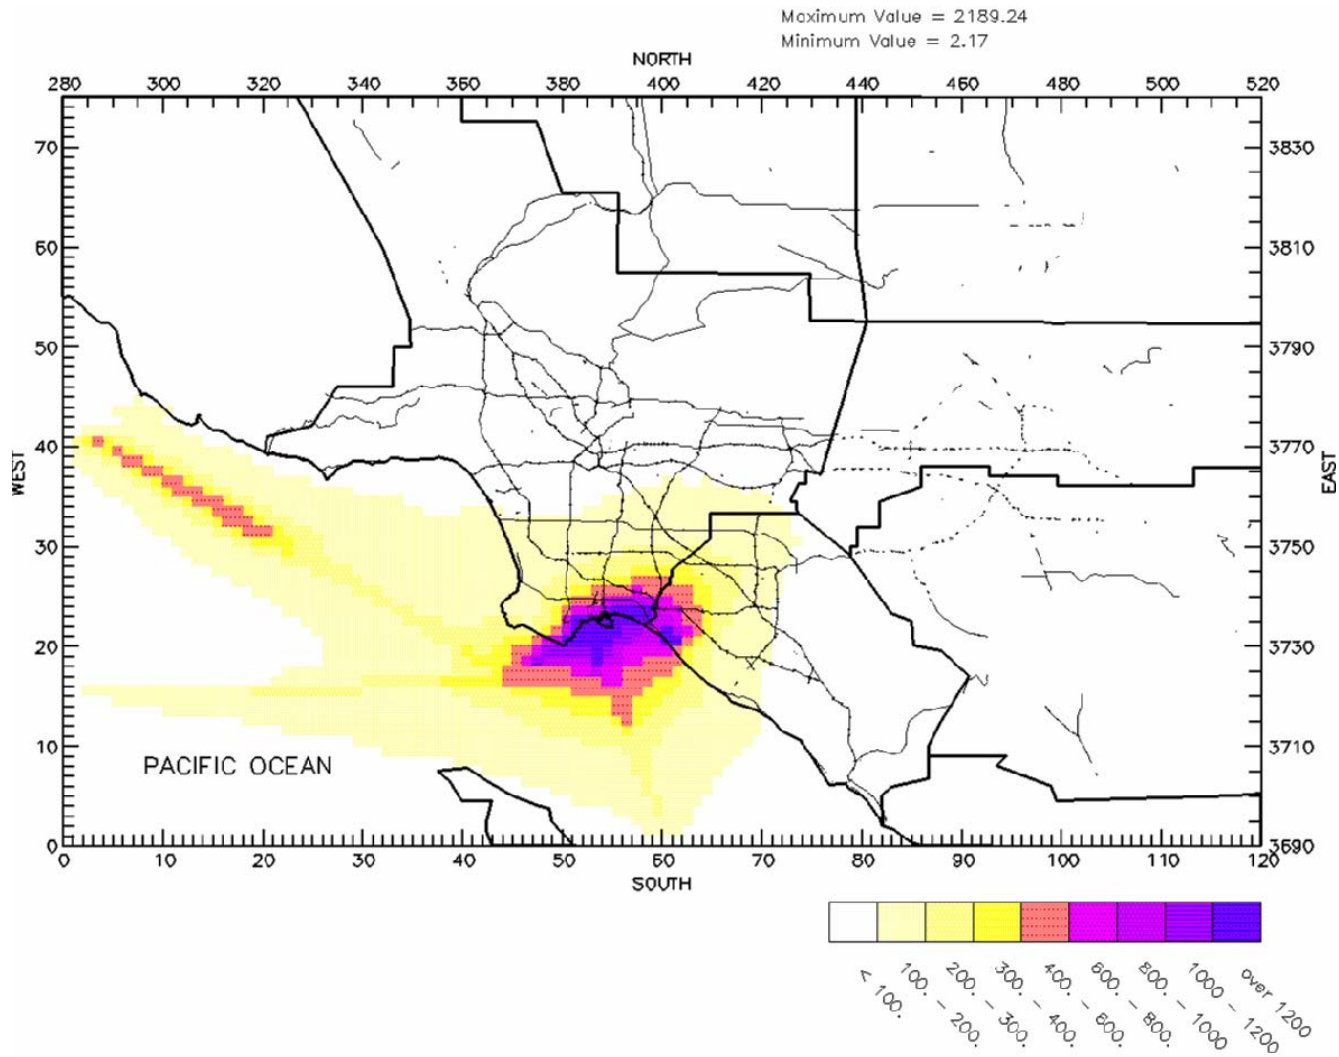 Maximum Value = 2189.24
Minimum Value = 2.17
NORTH
280 300 320 340 360 380 400 420 440 460 480 500 520
70 3830
60 3810
50 3790
40 3770
WEST EAST
30 3750
20 3730
10 3710
PACIFIC OCEAN
0 3690
0 10 20 30 40 50 60 70 80 90 100 110 120
SOUTH
< 100.
100. - 200.
200. - 300.
300. - 400.
400. - 600.
600. - 800.
800. - 1000
1000 - 1200
over 1200